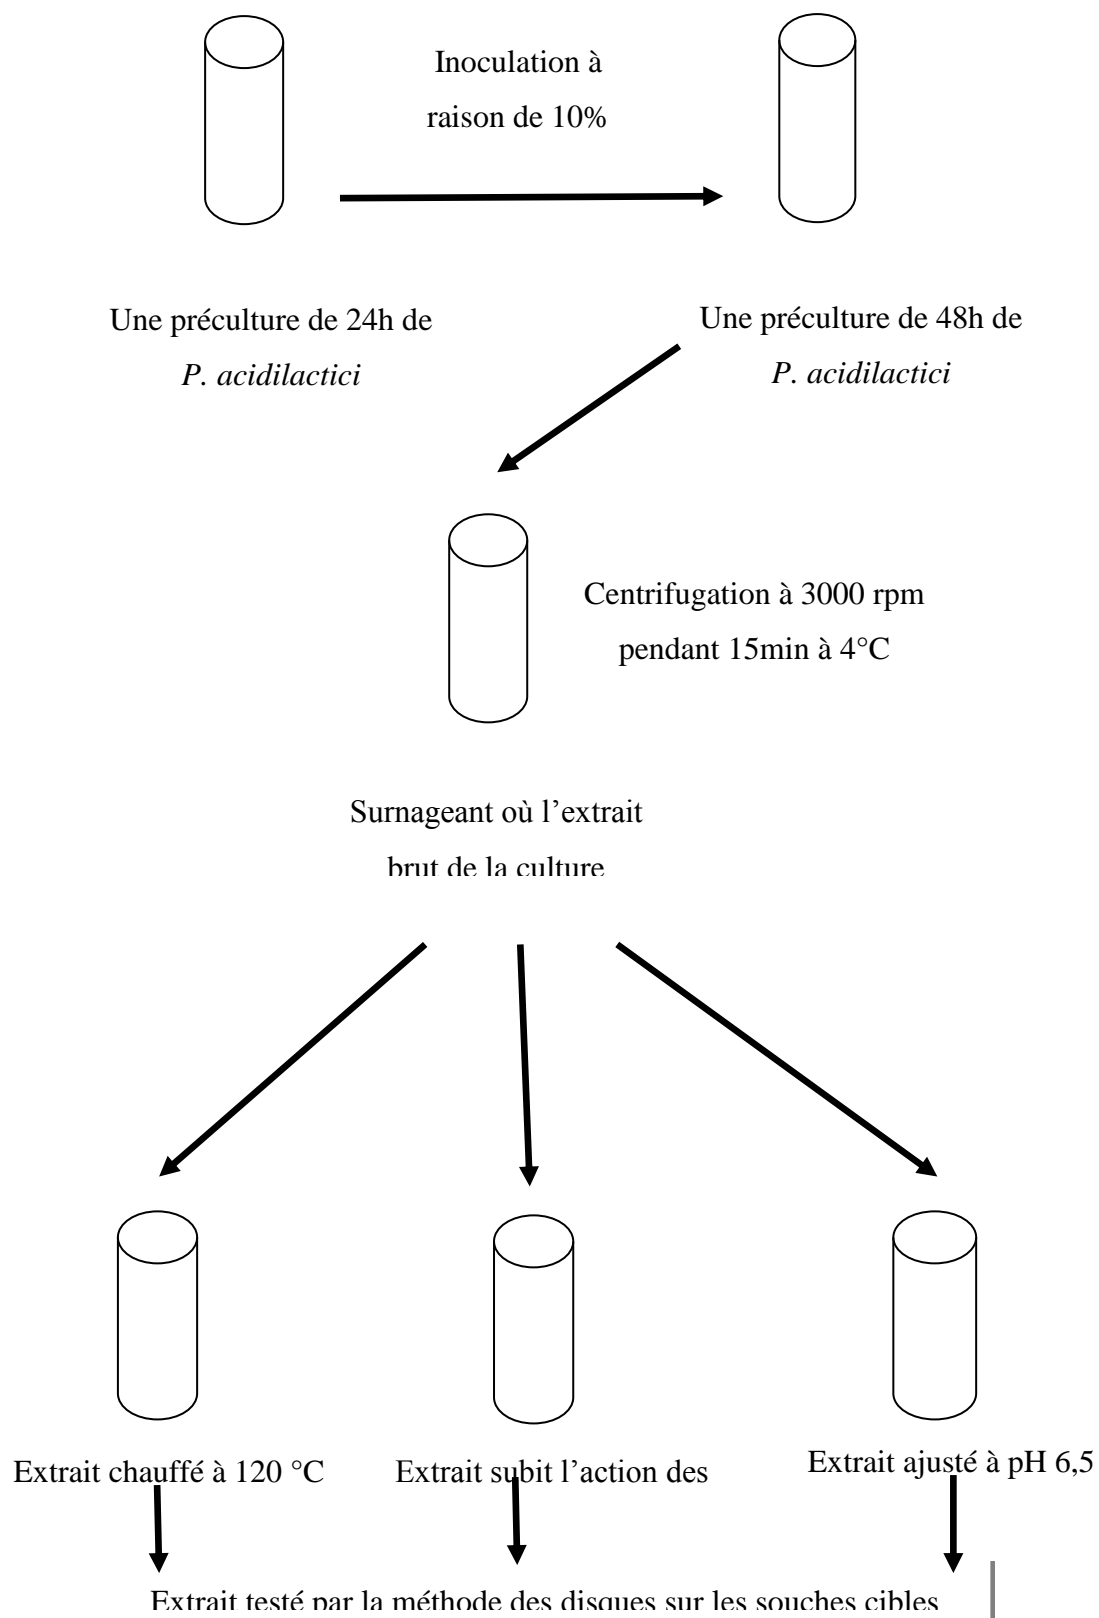 Inoculation à
raison de 10%
Une préculture de 24h de
P. acidilactici
Une préculture de 48h de
P. acidilactici
Centrifugation à 3000 rpm
pendant 15min à 4°C
Surnageant où l'extrait
brut de la culture
Extrait chauffé à 120 °C
Extrait subit l'action des
Extrait ajusté à pH 6,5
Extrait testé par la méthode des disques sur les souches cibles